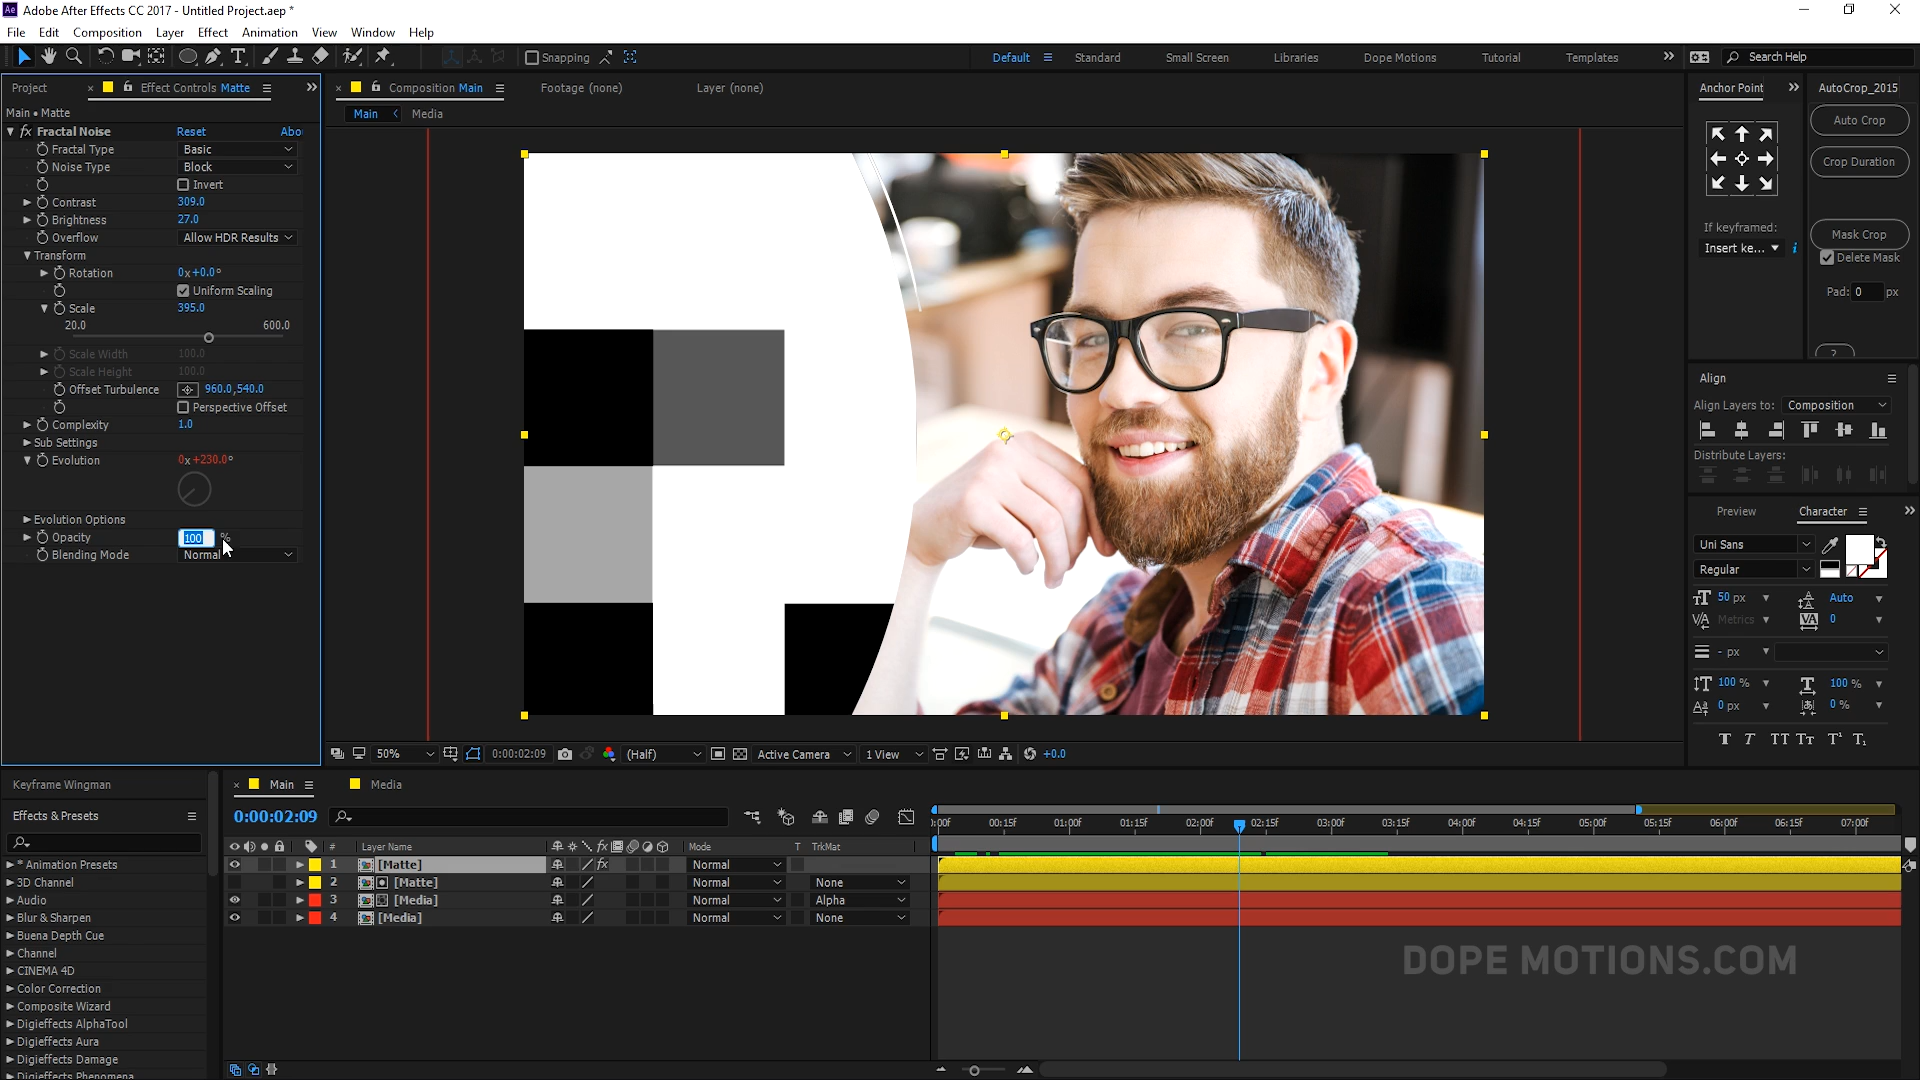 Adobe After Effects CC 2017 - Untitled Project.aep *
File Edit Composition Layer Effect Animation View Window Help
Snapping
Default Standard Small Screen Libraries Dope Motions Tutorial Templates Search Help
Project Effect Controls Matte
Main • Matte
fx Fractal Noise Reset Abo
Fractal Type Basic
Noise Type Block
Invert
Contrast 309.0
Brightness 27.0
Overflow Allow HDR Results
Transform
Rotation 0x+0.0°
Uniform Scaling
Scale 395.0
20.0 600.0
Scale Width 100.0
Scale Height 100.0
Offset Turbulence 960.0,540.0
Perspective Offset
Complexity 1.0
Sub Settings
Evolution 0x+230.0°
Evolution Options
Opacity 100 %
Blending Mode Normal
Composition Main Footage (none) Layer (none)
Main Media
50% 0:00:02:09 (Half) Active Camera 1 View +0.0
Anchor Point
If keyframed:
Insert ke...
AutoCrop_2015
Auto Crop
Crop Duration
Mask Crop
Delete Mask
Pad: 0 px
?
Align
Align Layers to: Composition
Distribute Layers:
Preview Character
Uni Sans
Regular
50 px Auto
Metrics 0
- px
100 % 100 %
0 px 0 %
Keyframe Wingman
Effects & Presets
* Animation Presets
3D Channel
Audio
Blur & Sharpen
Buena Depth Cue
Channel
CINEMA 4D
Color Correction
Composite Wizard
Digieffects AlphaTool
Digieffects Aura
Digieffects Damage
Digieffects Phenomena
Main Media
0:00:02:09
# Layer Name Mode T TrkMat
1 [Matte] Normal
2 [Matte] Normal None
3 [Media] Normal Alpha
4 [Media] Normal None
):00f 00:15f 01:00f 01:15f 02:00f 02:15f 03:00f 03:15f 04:00f 04:15f 05:00f 05:15f 06:00f 06:15f 07:00f
DOPE MOTIONS.COM